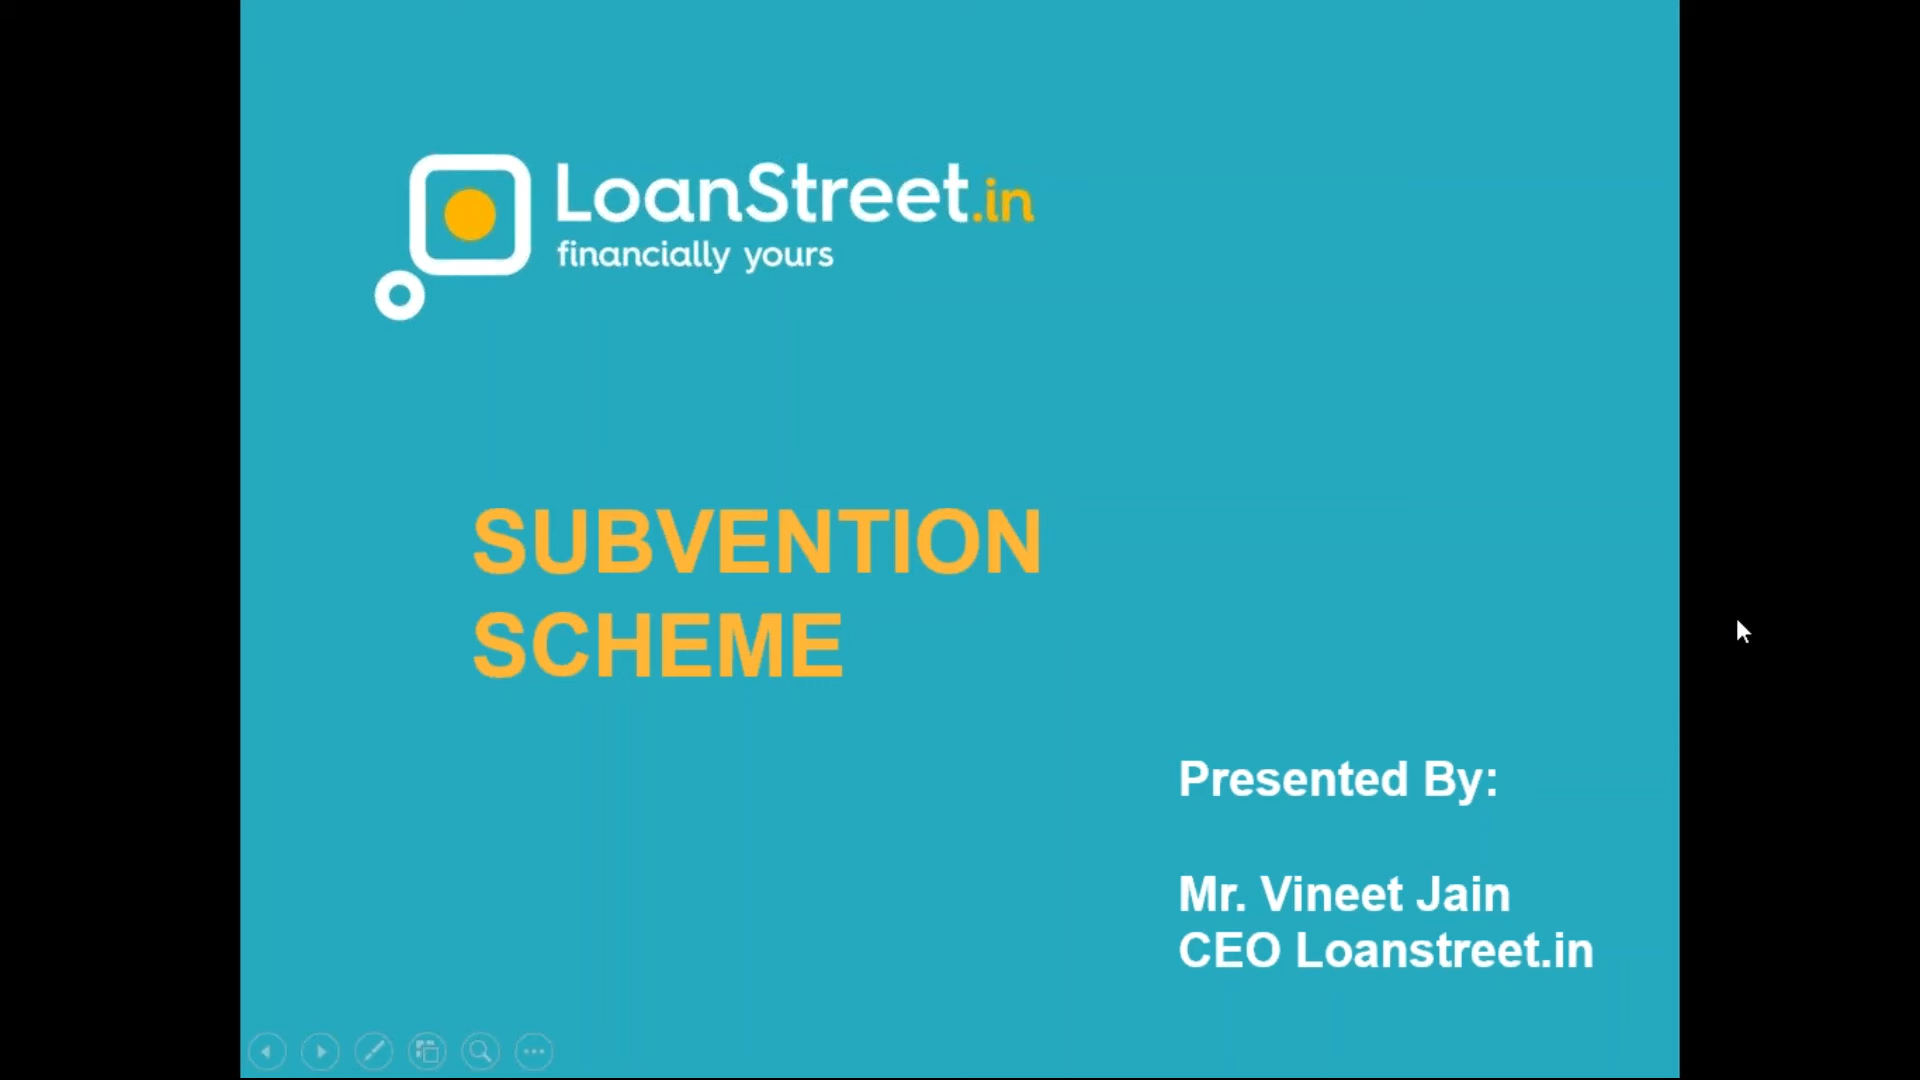 LoanStreet.in
financially yours
SUBVENTION
SCHEME
Presented By:
Mr. Vineet Jain
CEO Loanstreet.in